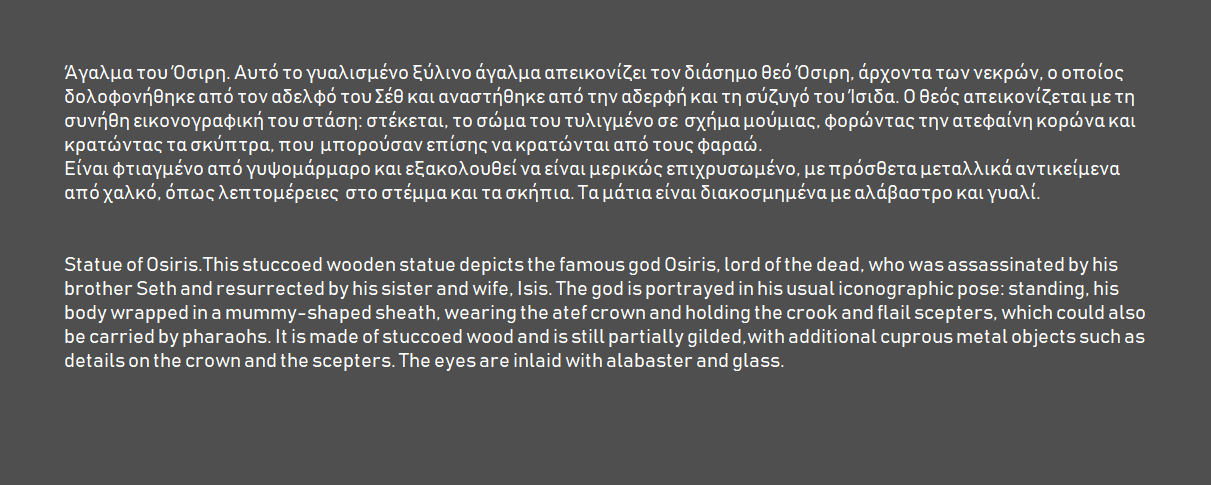 Άγαλμα του Όσιρη. Αυτό το γυαλισμένο ξύλινο άγαλμα απεικονίζει τον διάσημο θεό Όσιρη, άρχοντα των νεκρών, ο οποίος
δολοφονήθηκε από τον αδελφό του Σέθ και αναστήθηκε από την αδερφή και τη σύζυγό του Ίσιδα. Ο θεός απεικονίζεται με τη
συνήθη εικονογραφική του στάση: στέκεται, το σώμα του τυλιγμένο σε σχήμα μούμιας, φορώντας την ατεφαίνη κορώνα και
κρατώντας τα σκύπτρα, που μπορούσαν επίσης να κρατώνται από τους φαραώ.
Είναι φτιαγμένο από γυψομάρμαρο και εξακολουθεί να είναι μερικώς επιχρυσωμένο, με πρόσθετα μεταλλικά αντικείμενα
από χαλκό, όπως λεπτομέρειες στο στέμμα και τα σκήπια. Τα μάτια είναι διακοσμημένα με αλάβαστρο και γυαλί.
Statue of Osiris.This stuccoed wooden statue depicts the famous god Osiris, lord of the dead, who was assassinated by his
brother Seth and resurrected by his sister and wife, Isis. The god is portrayed in his usual iconographic pose: standing, his
body wrapped in a mummy-shaped sheath, wearing the atef crown and holding the crook and flail scepters, which could also
be carried by pharaohs. It is made of stuccoed wood and is still partially gilded,with additional cuprous metal objects such as
details on the crown and the scepters. The eyes are inlaid with alabaster and glass.